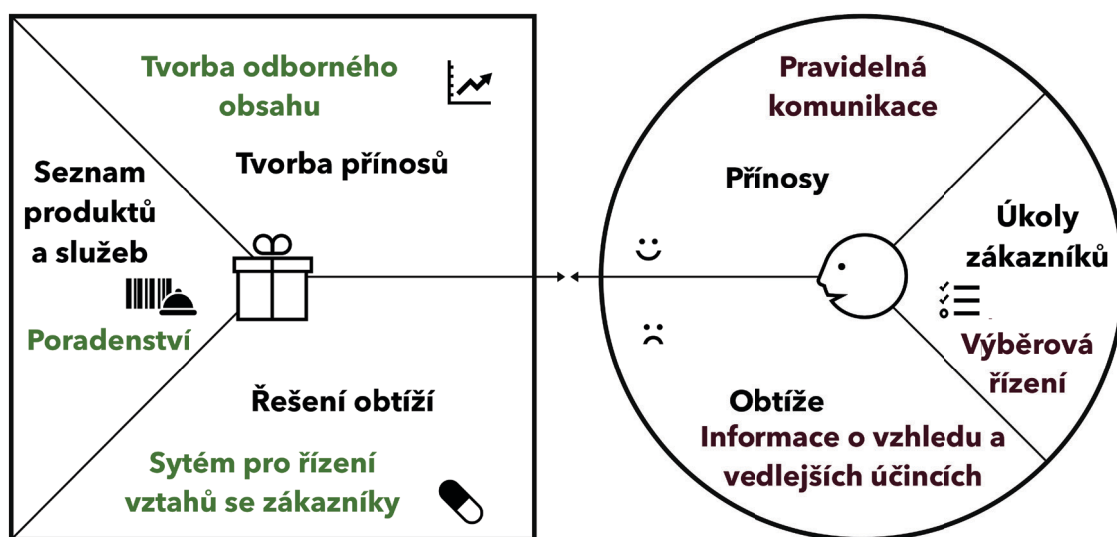 Tvorba odborného
obsahu
Tvorba přínosů
Seznam
produktů
a služeb
Poradenství
Řešení obtíží
Sytém pro řízení
vztahů se zákazníky
Pravidelná
komunikace
Přínosy
Úkoly
zákazníků
Výběrová
řízení
Obtíže
Informace o vzhledu a
vedlejších účincích